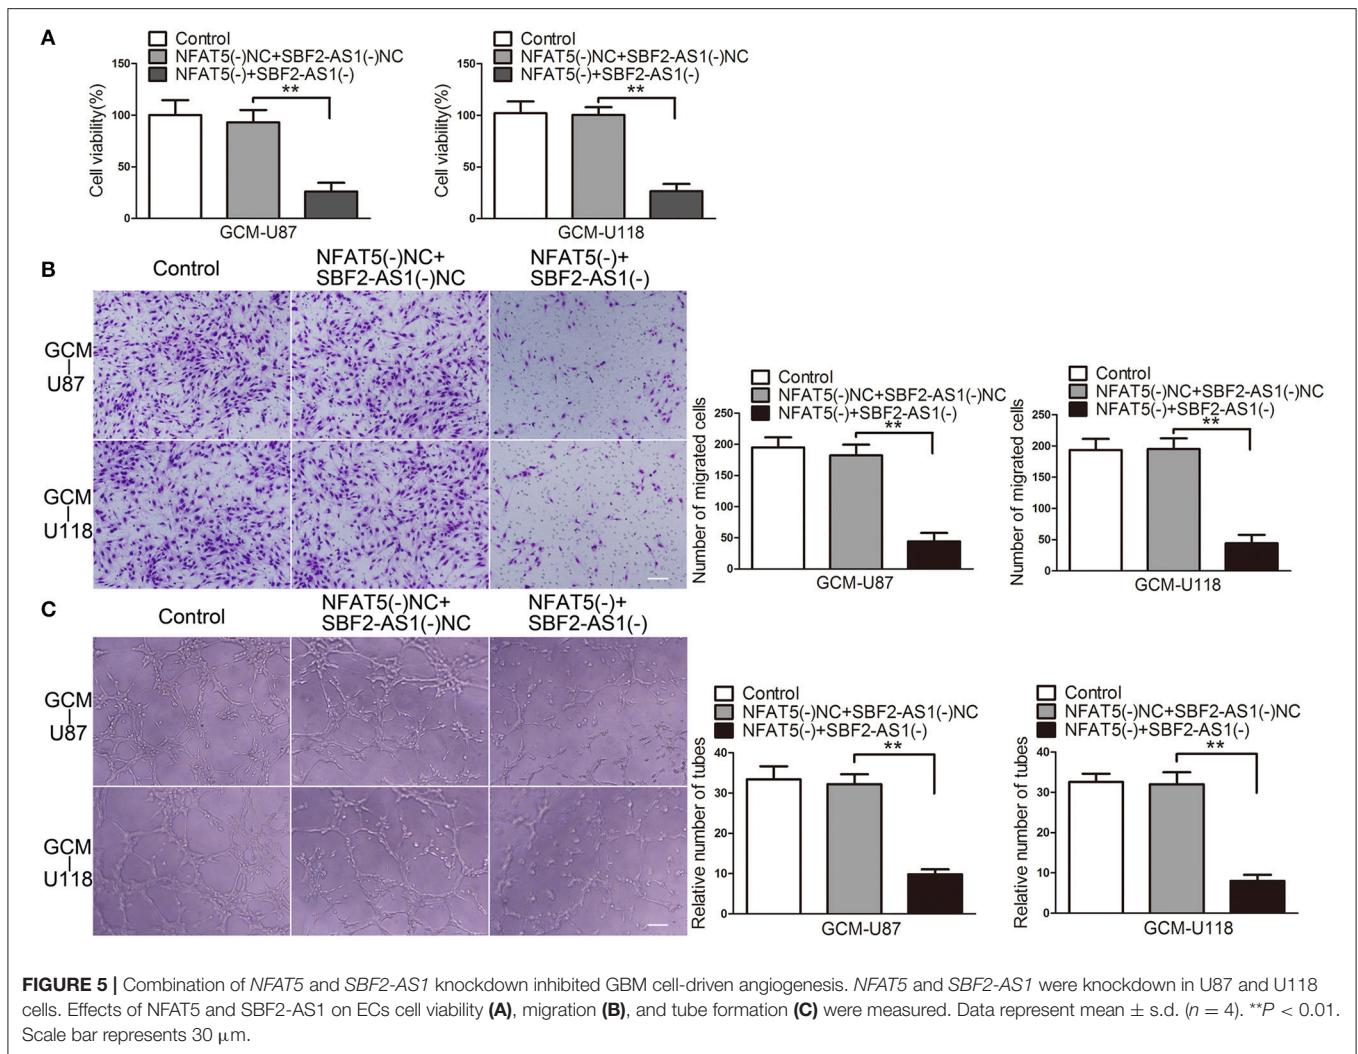 A
Control
NFAT5(-)NC+SBF2-AS1(-)NC
NFAT5(-)+SBF2-AS1(-)
Cell viability(%)
150
100
50
0
**
GCM-U87
Control
NFAT5(-)NC+SBF2-AS1(-)NC
NFAT5(-)+SBF2-AS1(-)
Cell viability(%)
150
100
50
0
**
GCM-U118
B
Control
NFAT5(-)NC+
SBF2-AS1(-)NC
NFAT5(-)+
SBF2-AS1(-)
GCM
U87
GCM
U118
Control
NFAT5(-)NC+SBF2-AS1(-)NC
NFAT5(-)+SBF2-AS1(-)
Number of migrated cells
250
200
150
100
50
0
**
GCM-U87
Control
NFAT5(-)NC+SBF2-AS1(-)NC
NFAT5(-)+SBF2-AS1(-)
Number of migrated cells
250
200
150
100
50
0
**
GCM-U118
C
Control
NFAT5(-)NC+
SBF2-AS1(-)NC
NFAT5(-)+
SBF2-AS1(-)
GCM
U87
GCM
U118
Control
NFAT5(-)NC+SBF2-AS1(-)NC
NFAT5(-)+SBF2-AS1(-)
Relative number of tubes
40
30
20
10
0
**
GCM-U87
Control
NFAT5(-)NC+SBF2-AS1(-)NC
NFAT5(-)+SBF2-AS1(-)
Relative number of tubes
40
30
20
10
0
**
GCM-U118
FIGURE 5 | Combination of NFAT5 and SBF2-AS1 knockdown inhibited GBM cell-driven angiogenesis. NFAT5 and SBF2-AS1 were knockdown in U87 and U118
cells. Effects of NFAT5 and SBF2-AS1 on ECs cell viability (A), migration (B), and tube formation (C) were measured. Data represent mean ± s.d. (n = 4). **P < 0.01.
Scale bar represents 30 μm.